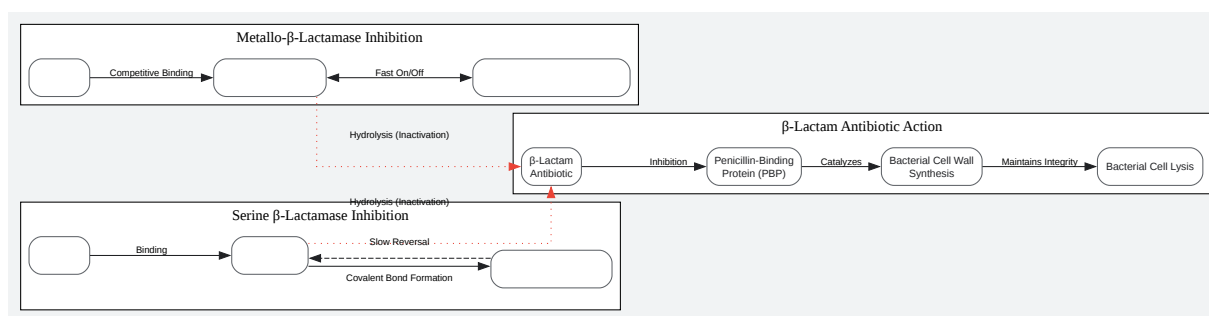 Metallo-β-Lactamase Inhibition
Competitive Binding
Fast On/Off
Hydrolysis (Inactivation)
β-Lactam Antibiotic Action
β-Lactam
Antibiotic
Inhibition
Penicillin-Binding
Protein (PBP)
Catalyzes
Bacterial Cell Wall
Synthesis
Maintains Integrity
Bacterial Cell Lysis
Hydrolysis (Inactivation)
Serine β-Lactamase Inhibition
Binding
Slow Reversal
Covalent Bond Formation